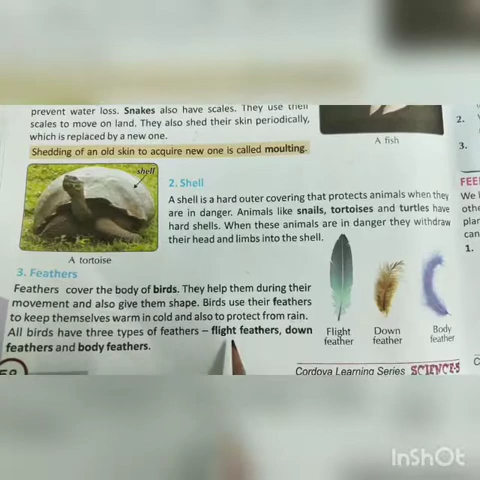 prevent water loss. Snakes also have scales. They use their
scales to move on land. They also shed their skin periodically,
which is replaced by a new one.
Shedding of an old skin to acquire new one is called moulting.
A fish
shell
A tortoise
2. Shell
A shell is a hard outer covering that protects animals when they
are in danger. Animals like snails, tortoises and turtles have
hard shells. When these animals are in danger they withdraw
their head and limbs into the shell.
3. Feathers
Feathers cover the body of birds. They help them during their
movement and also give them shape. Birds use their feathers
to keep themselves warm in cold and also to protect from rain.
All birds have three types of feathers – flight feathers, down
feathers and body feathers.
Flight
feather
Down
feather
Body
feather
Cordova Learning Series SCIENCE-5
2.
3.
FEE
We
othe
plan
can
1.
InShOt